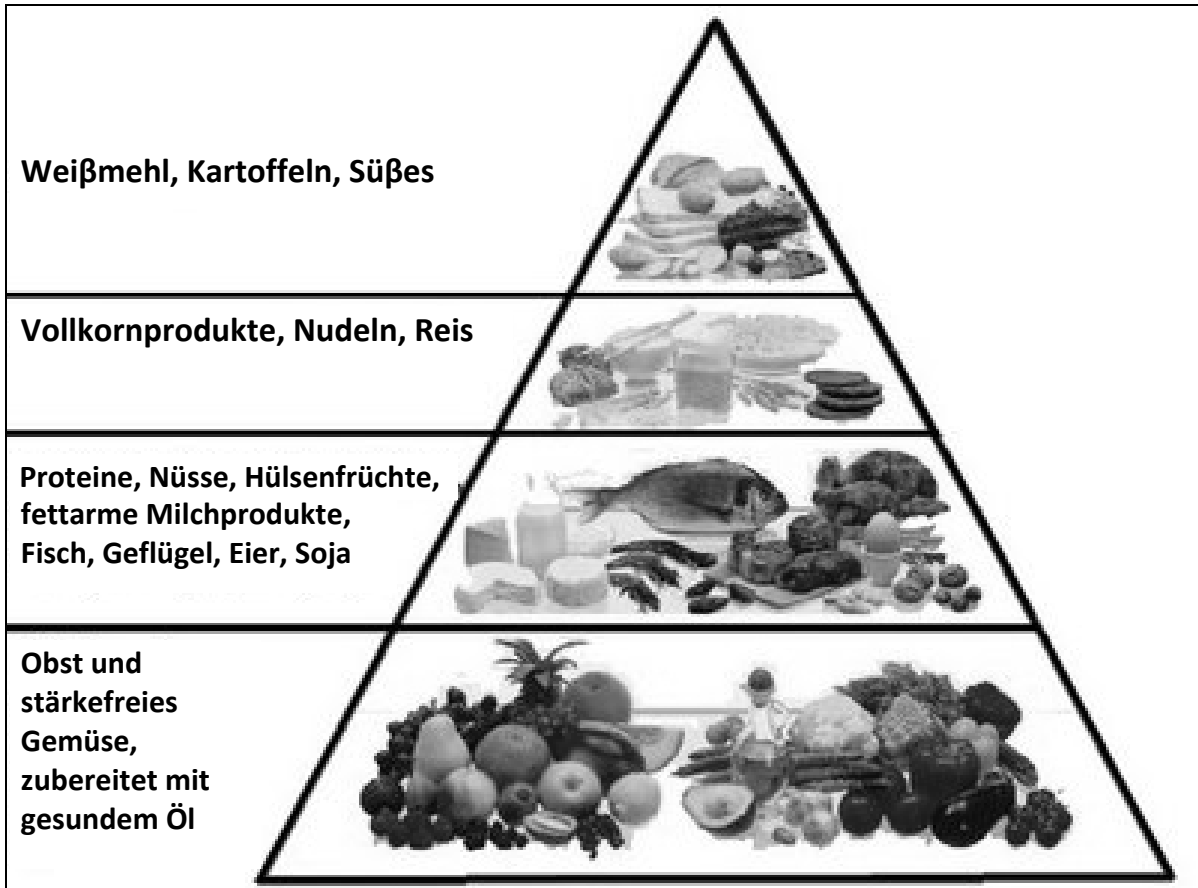 Weiβmehl, Kartoffeln, Süβes
Vollkornprodukte, Nudeln, Reis
Proteine, Nüsse, Hülsenfrüchte,
fettarme Milchprodukte,
Fisch, Geflügel, Eier, Soja
Obst und
stärkefreies
Gemüse,
zubereitet mit
gesundem Öl